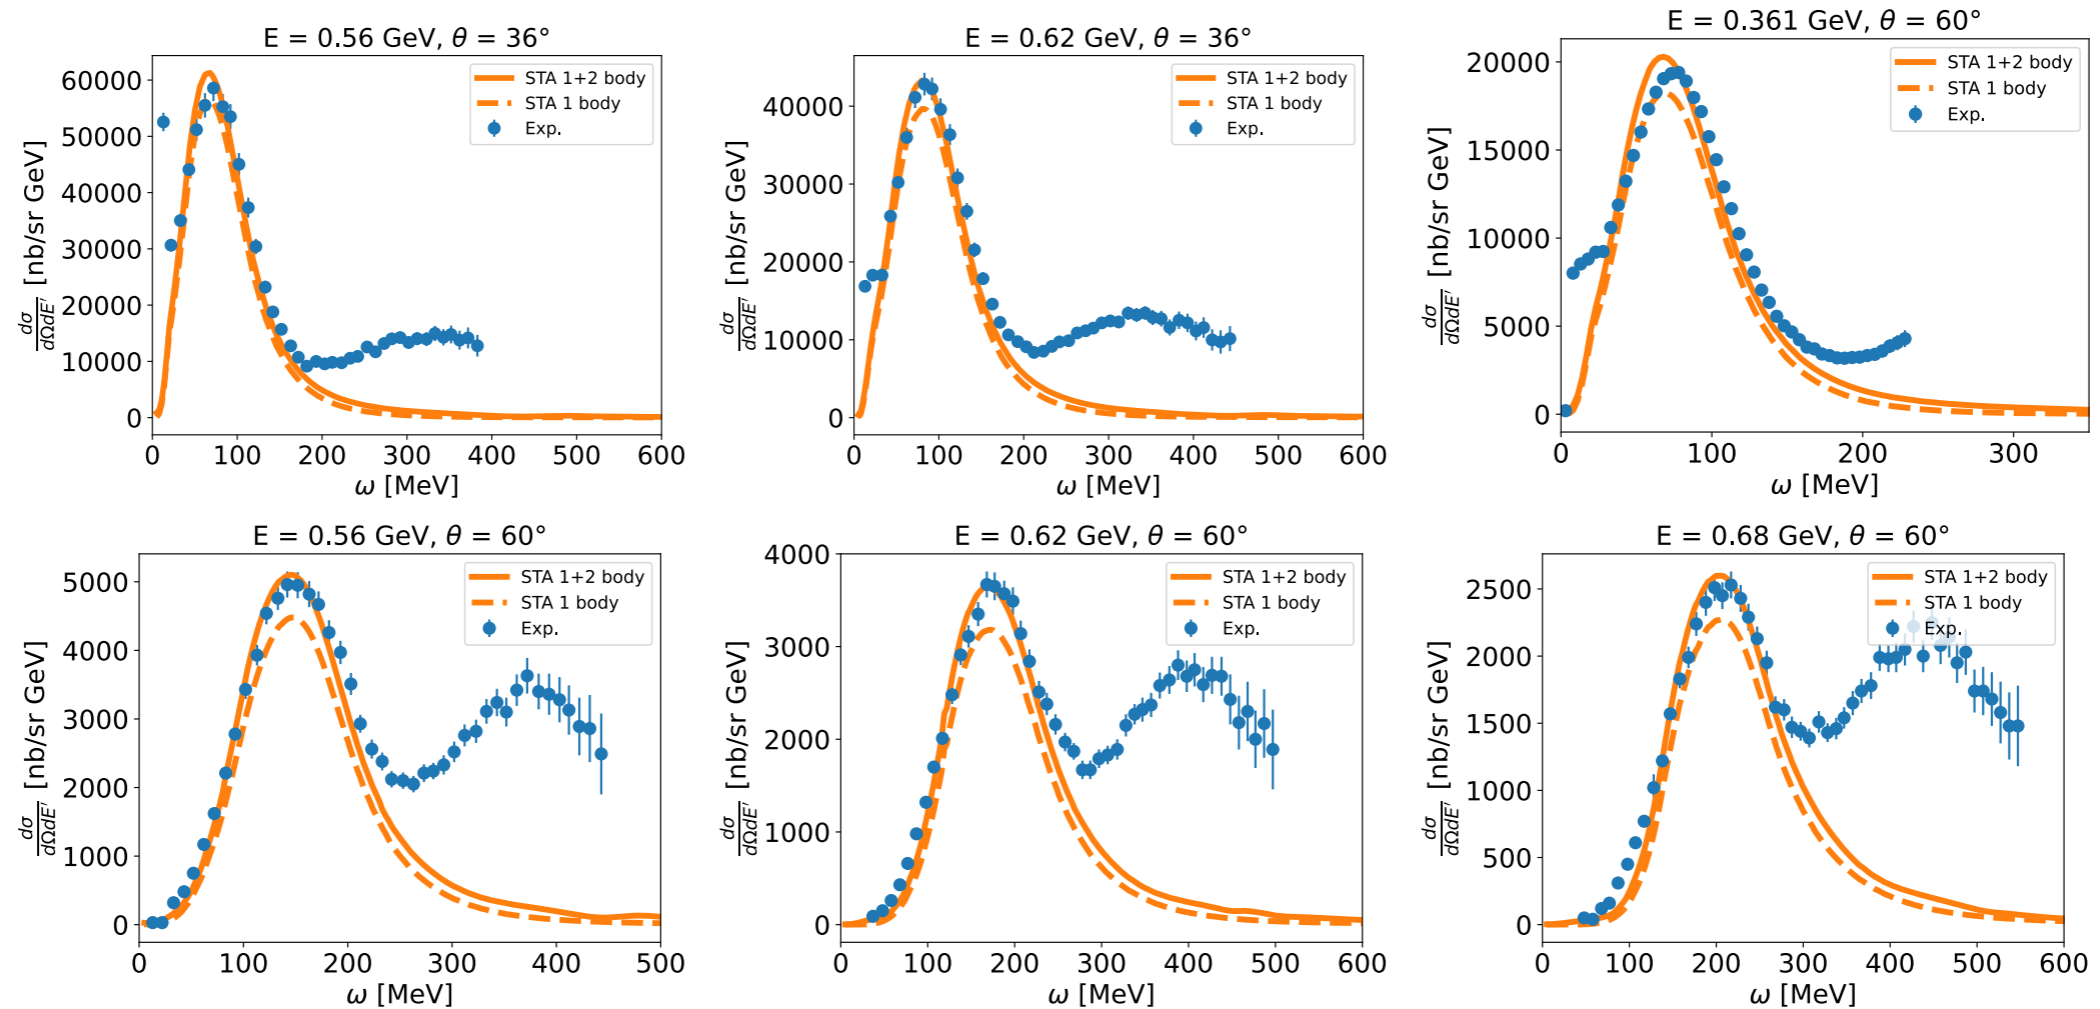 E = 0.56 GeV, θ = 36°
STA 1+2 body
STA 1 body
Exp.
60000
50000
40000
30000
20000
10000
0
dσ/dΩdE′ [nb/sr GeV]
0 100 200 300 400 500 600
ω [MeV]
E = 0.62 GeV, θ = 36°
STA 1+2 body
STA 1 body
Exp.
40000
30000
20000
10000
0
dσ/dΩdE′ [nb/sr GeV]
0 100 200 300 400 500 600
ω [MeV]
E = 0.361 GeV, θ = 60°
STA 1+2 body
STA 1 body
Exp.
20000
15000
10000
5000
0
dσ/dΩdE′ [nb/sr GeV]
0 100 200 300
ω [MeV]
E = 0.56 GeV, θ = 60°
STA 1+2 body
STA 1 body
Exp.
5000
4000
3000
2000
1000
0
dσ/dΩdE′ [nb/sr GeV]
0 100 200 300 400 500
ω [MeV]
E = 0.62 GeV, θ = 60°
STA 1+2 body
STA 1 body
Exp.
4000
3000
2000
1000
0
dσ/dΩdE′ [nb/sr GeV]
0 100 200 300 400 500 600
ω [MeV]
E = 0.68 GeV, θ = 60°
STA 1+2 body
STA 1 body
Exp.
2500
2000
1500
1000
500
0
dσ/dΩdE′ [nb/sr GeV]
0 100 200 300 400 500 600
ω [MeV]